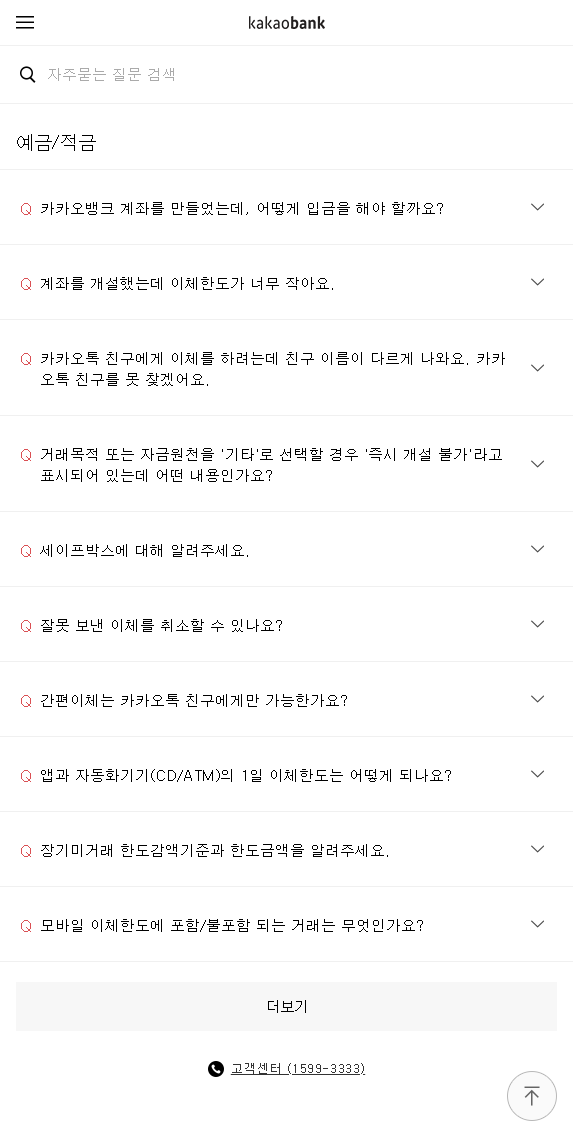 kakaobank
자주묻는 질문 검색
예금/적금
Q 카카오뱅크 계좌를 만들었는데, 어떻게 입금을 해야 할까요?
Q 계좌를 개설했는데 이체한도가 너무 작아요.
Q 카카오톡 친구에게 이체를 하려는데 친구 이름이 다르게 나와요. 카카
오톡 친구를 못 찾겠어요.
Q 거래목적 또는 자금원천을 '기타'로 선택할 경우 '즉시 개설 불가'라고
표시되어 있는데 어떤 내용인가요?
Q 세이프박스에 대해 알려주세요.
Q 잘못 보낸 이체를 취소할 수 있나요?
Q 간편이체는 카카오톡 친구에게만 가능한가요?
Q 앱과 자동화기기(CD/ATM)의 1일 이체한도는 어떻게 되나요?
Q 장기미거래 한도감액기준과 한도금액을 알려주세요.
Q 모바일 이체한도에 포함/불포함 되는 거래는 무엇인가요?
더보기
고객센터 (1599-3333)